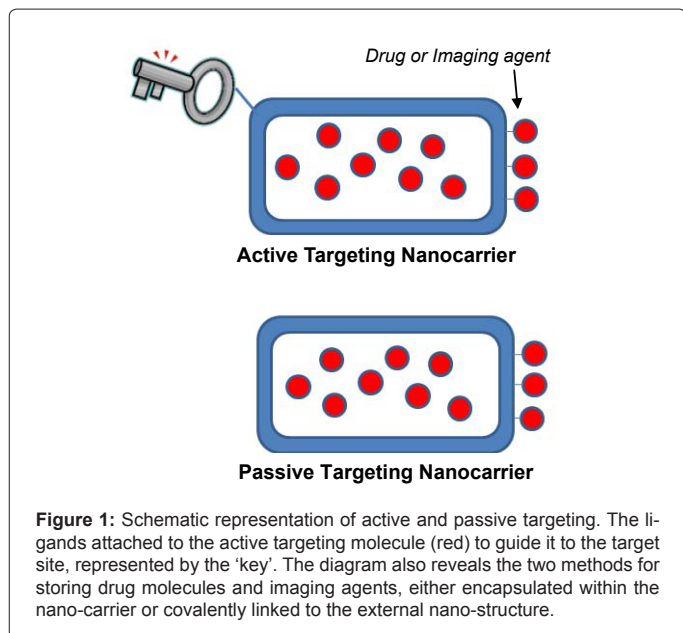 Drug or Imaging agent
Active Targeting Nanocarrier
Passive Targeting Nanocarrier
Figure 1: Schematic representation of active and passive targeting. The li-
gands attached to the active targeting molecule (red) to guide it to the target
site, represented by the ‘key’. The diagram also reveals the two methods for
storing drug molecules and imaging agents, either encapsulated within the
nano-carrier or covalently linked to the external nano-structure.